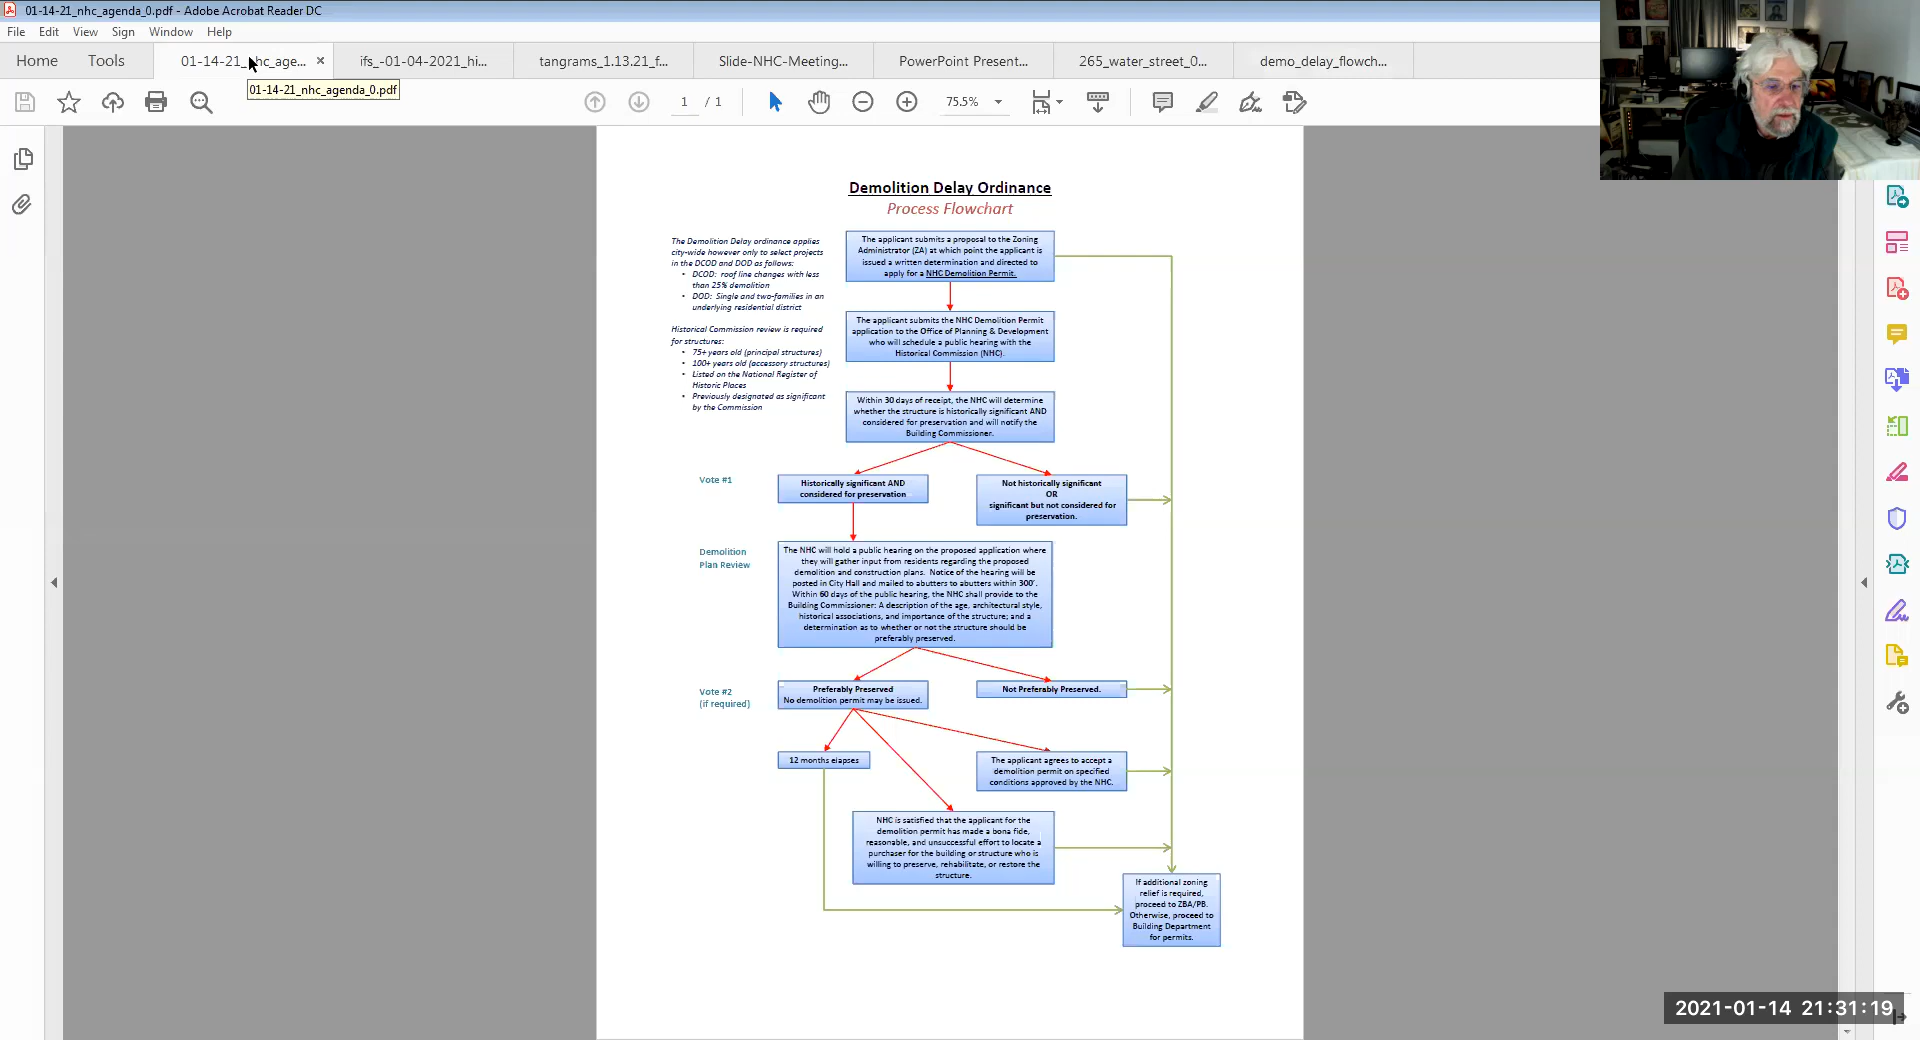 01-14-21_nhc_agenda_0.pdf - Adobe Acrobat Reader DC
File Edit View Sign Window Help
Home Tools 01-14-21_nhc_age... × ifs_-01-04-2021_hi... tangrams_1.13.21_f... Slide-NHC-Meeting... PowerPoint Present... 265_water_street_0... demo_delay_flowch...
01-14-21_nhc_agenda_0.pdf
1 / 1 75.5%
Demolition Delay Ordinance
Process Flowchart
The Demolition Delay ordinance applies
city-wide however only to select projects
in the DCOD and DOD as follows:
• DCOD: roof line changes with less
than 25% demolition
• DOD: Single and two-families in an
underlying residential district
Historical Commission review is required
for structures:
• 75+ years old (principal structures)
• 100+ years old (accessory structures)
• Listed on the National Register of
Historic Places
• Previously designated as significant
by the Commission
The applicant submits a proposal to the Zoning
Administrator (ZA) at which point the applicant is
issued a written determination and directed to
apply for a NHC Demolition Permit.
The applicant submits the NHC Demolition Permit
application to the Office of Planning & Development
who will schedule a public hearing with the
Historical Commission (NHC).
Within 30 days of receipt, the NHC will determine
whether the structure is historically significant AND
considered for preservation and will notify the
Building Commissioner.
Vote #1
Historically significant AND
considered for preservation
Not historically significant
OR
significant but not considered for
preservation.
Demolition
Plan Review
The NHC will hold a public hearing on the proposed application where
they will gather input from residents regarding the proposed
demolition and construction plans. Notice of the hearing will be
posted in City Hall and mailed to abutters to abutters within 300'.
Within 60 days of the public hearing, the NHC shall provide to the
Building Commissioner: A description of the age, architectural style,
historical associations, and importance of the structure; and a
determination as to whether or not the structure should be
preferably preserved.
Vote #2
(if required)
Preferably Preserved
No demolition permit may be issued.
Not Preferably Preserved.
12 months elapses
The applicant agrees to accept a
demolition permit on specified
conditions approved by the NHC.
NHC is satisfied that the applicant for the
demolition permit has made a bona fide,
reasonable, and unsuccessful effort to locate a
purchaser for the building or structure who is
willing to preserve, rehabilitate, or restore the
structure.
If additional zoning
relief is required,
proceed to ZBA/PB.
Otherwise, proceed to
Building Department
for permits.
2021-01-14 21:31:19